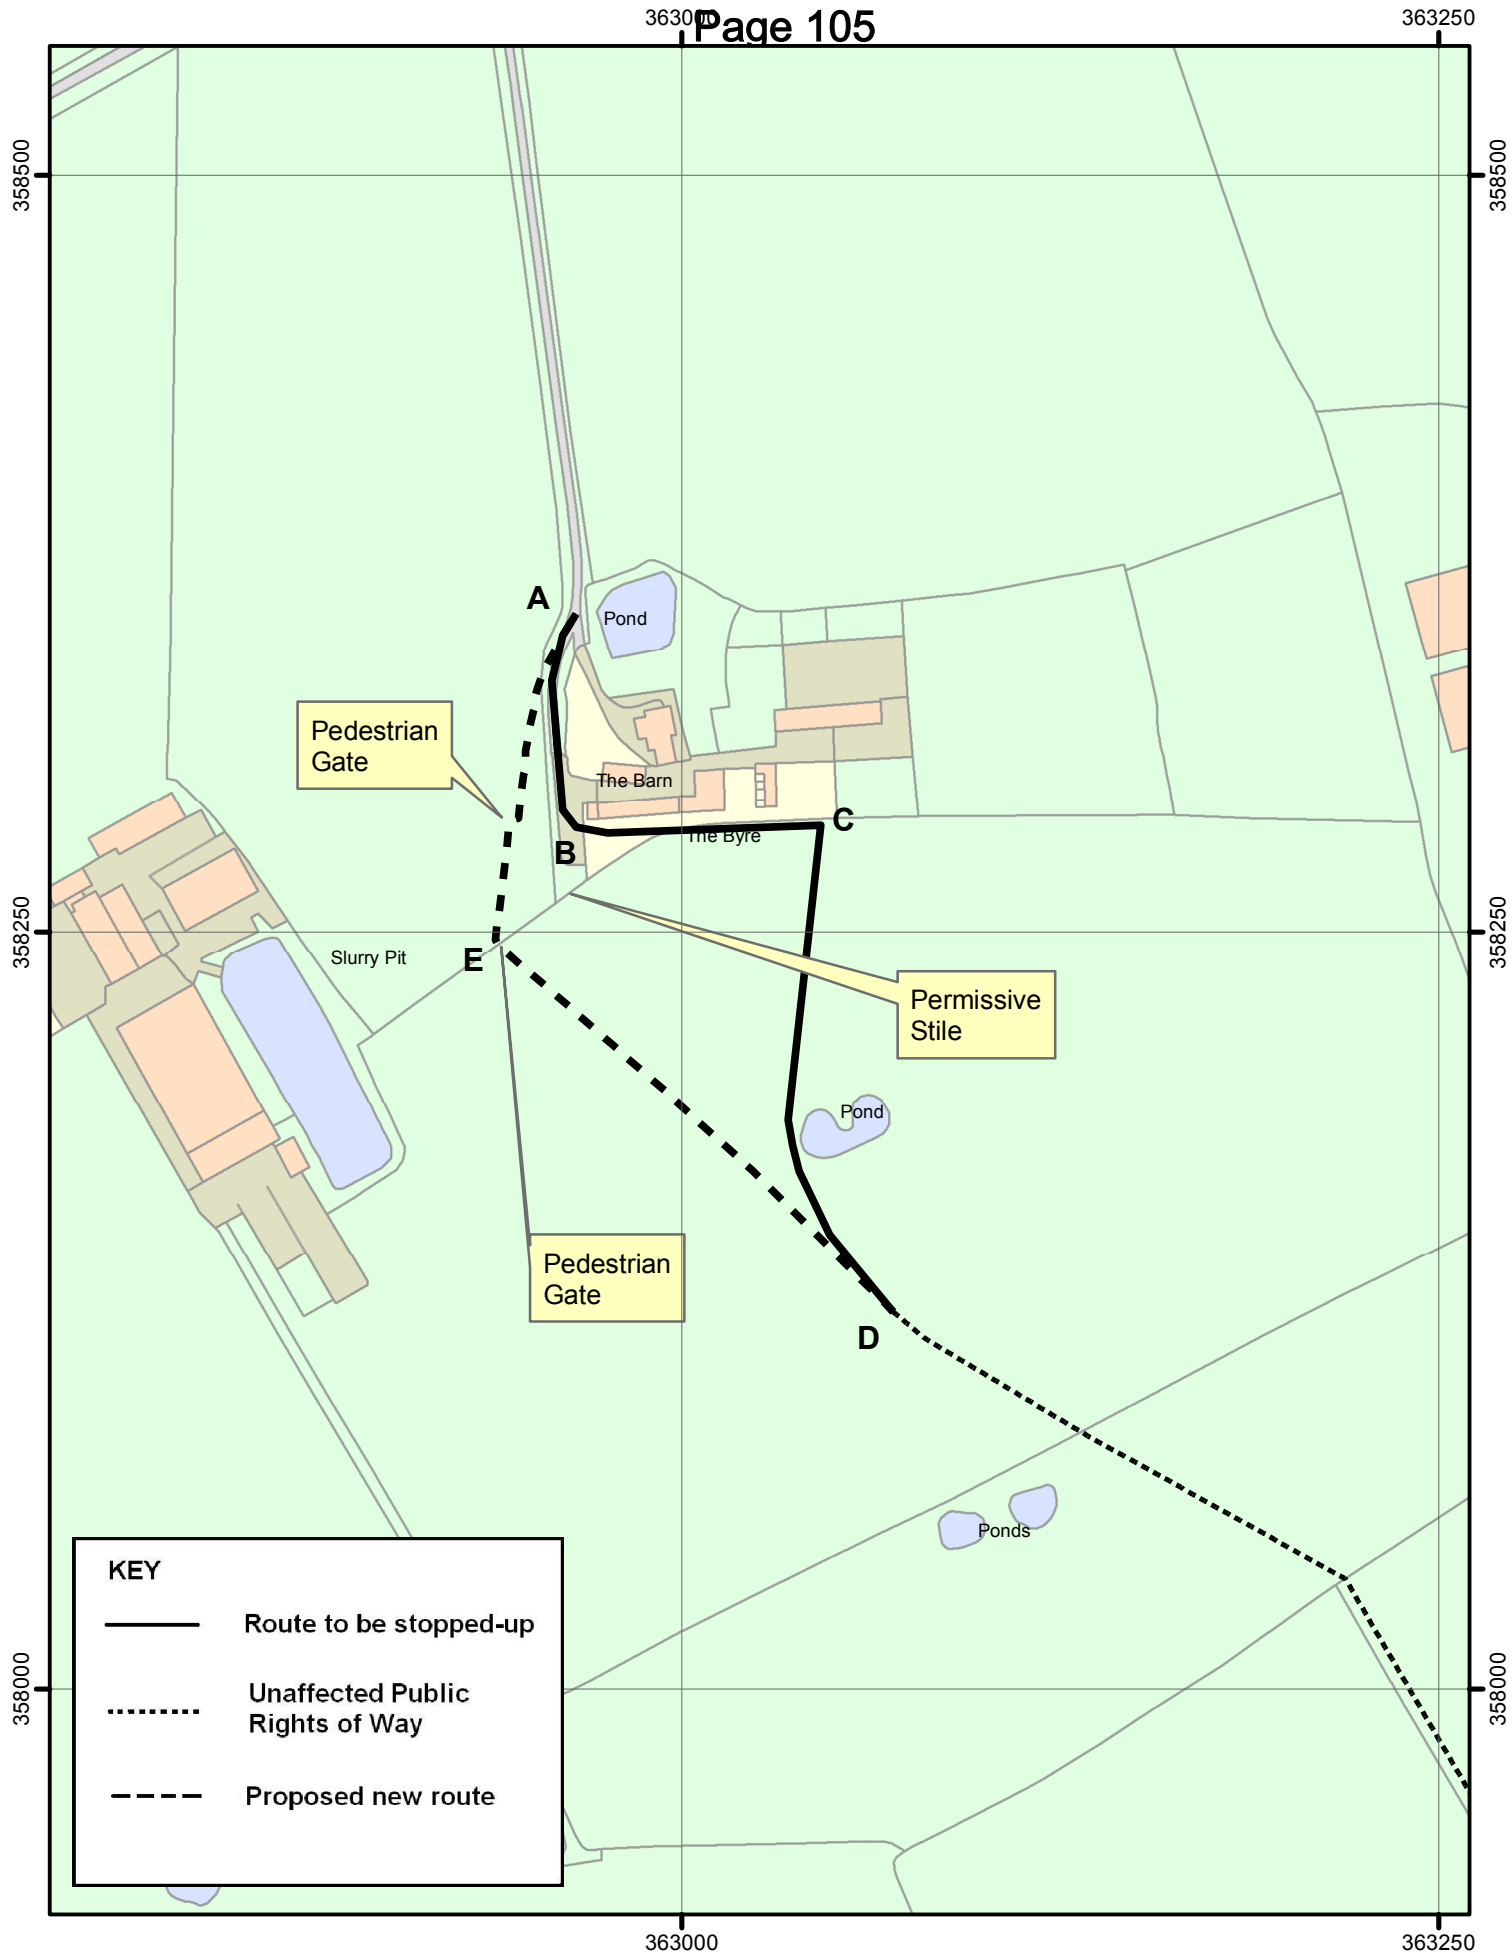 363000
Page 105
363250
358500
358500
A
Pond
Pedestrian
Gate
The Barn
C
The Byre
B
358250
358250
E
Slurry Pit
Permissive
Stile
Pond
Pedestrian
Gate
D
Ponds
KEY
Route to be stopped-up
Unaffected Public
Rights of Way
Proposed new route
358000
358000
363000
363250